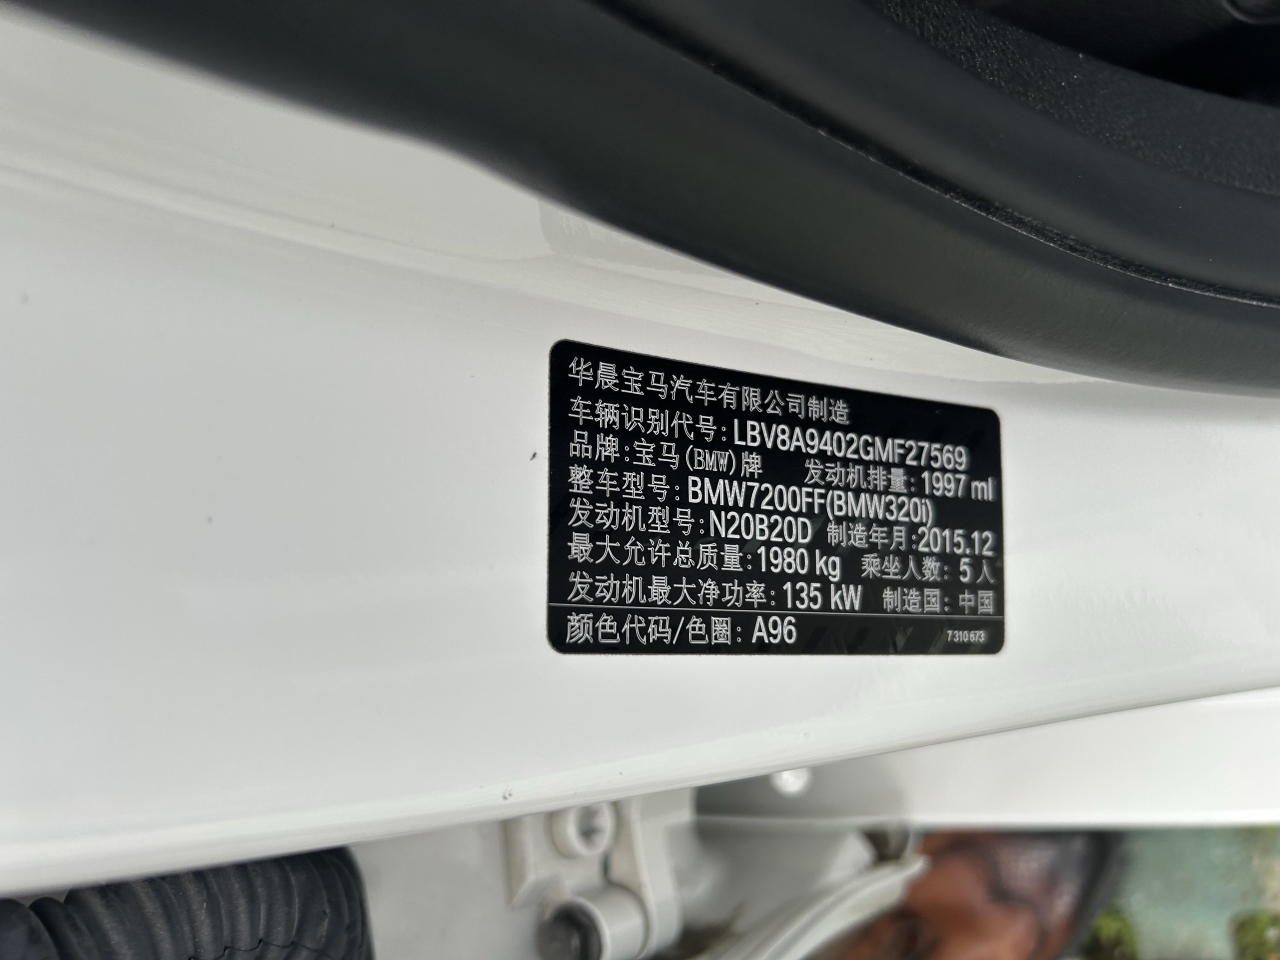 华晨宝马汽车有限公司制造
车辆识别代号:LBV8A9402GMF27569
品牌:宝马(BMW)牌 发动机排量:1997 ml
整车型号:BMW7200FF(BMW320i)
发动机型号:N20B20D 制造年月:2015.12
最大允许总质量:1980 kg 乘坐人数:5人
发动机最大净功率:135 kW 制造国:中国
颜色代码/色圈:A96 7 310 673